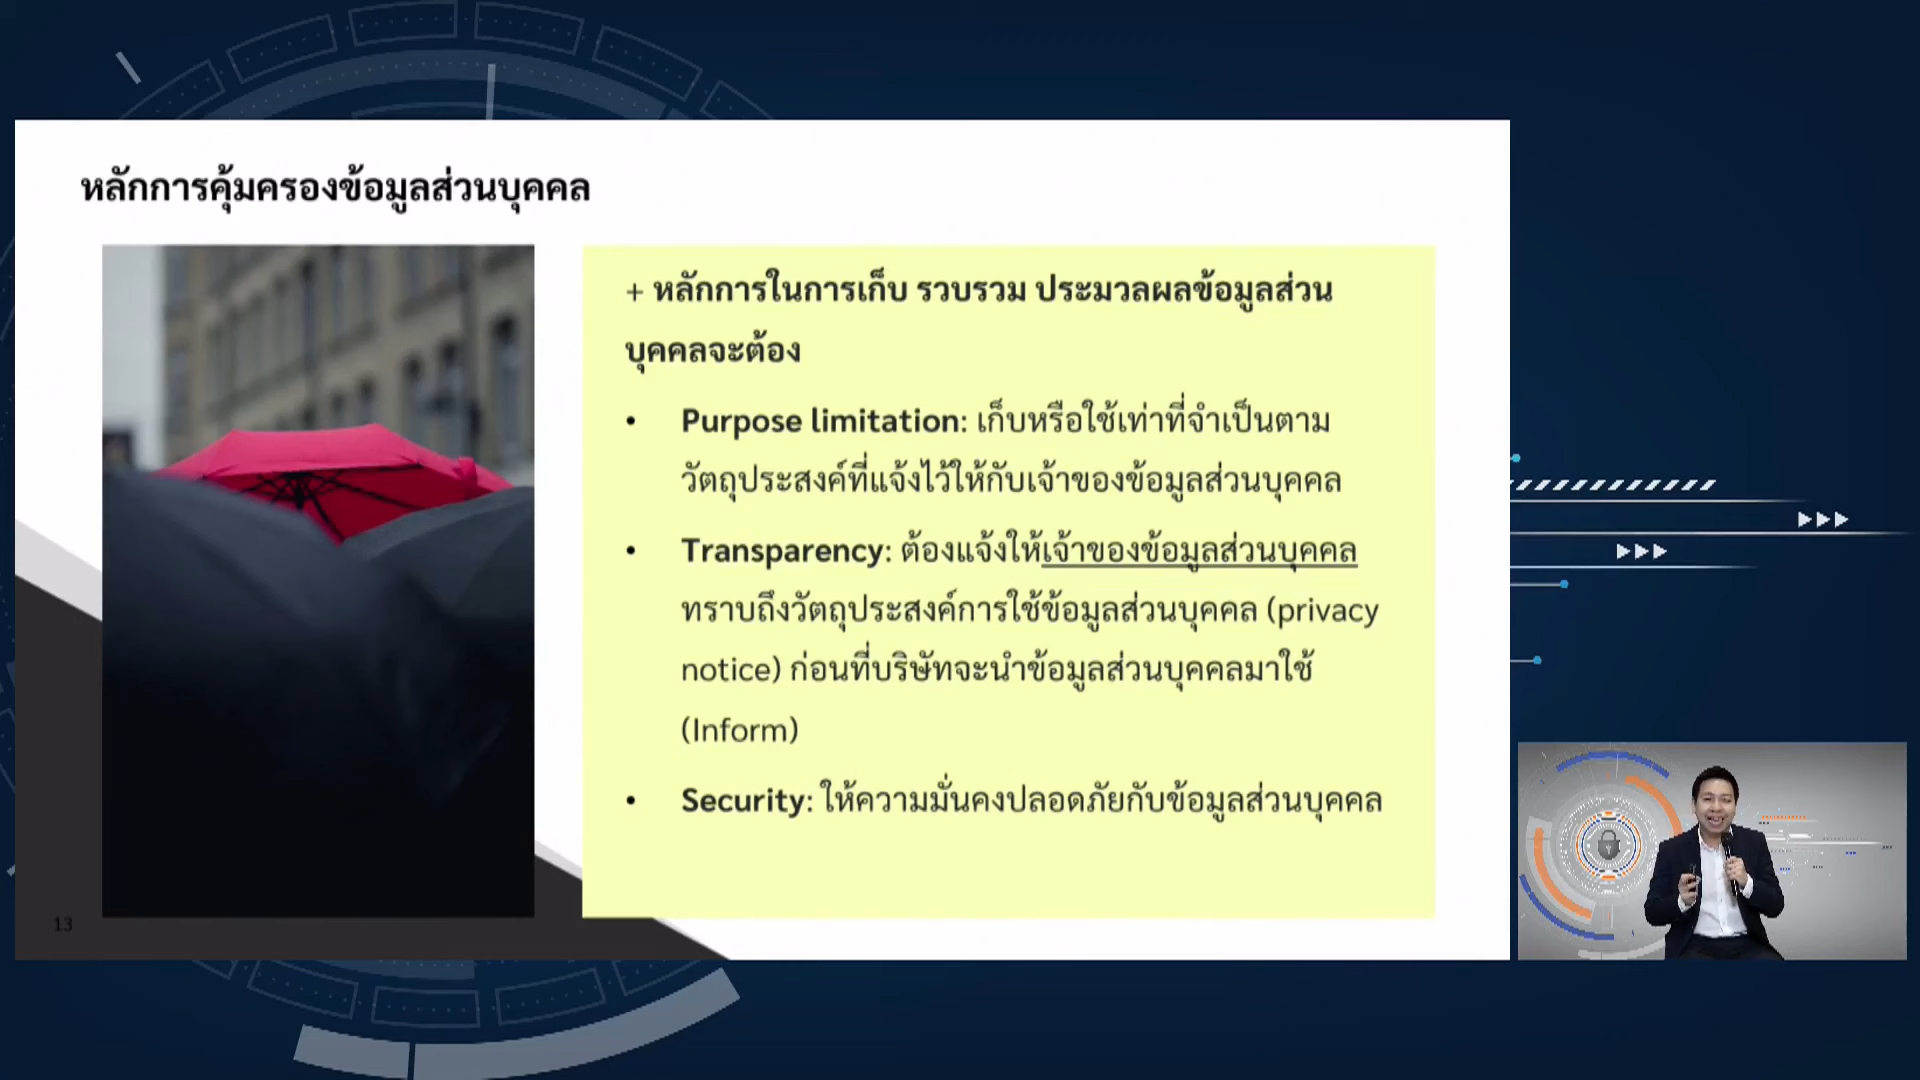 หลักการคุ้มครองข้อมูลส่วนบุคคล
+ หลักการในการเก็บ รวบรวม ประมวลผลข้อมูลส่วน
บุคคลจะต้อง
• Purpose limitation: เก็บหรือใช้เท่าที่จำเป็นตาม
วัตถุประสงค์ที่แจ้งไว้ให้กับเจ้าของข้อมูลส่วนบุคคล
• Transparency: ต้องแจ้งให้เจ้าของข้อมูลส่วนบุคคล
ทราบถึงวัตถุประสงค์การใช้ข้อมูลส่วนบุคคล (privacy
notice) ก่อนที่บริษัทจะนำข้อมูลส่วนบุคคลมาใช้
(Inform)
• Security: ให้ความมั่นคงปลอดภัยกับข้อมูลส่วนบุคคล
13